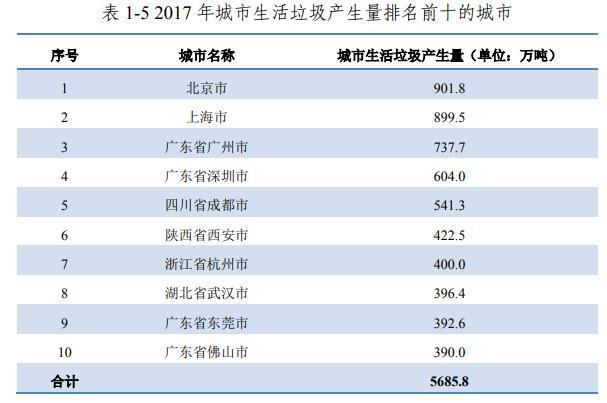 表 1-5 2017 年城市生活垃圾产生量排名前十的城市
序号 城市名称 城市生活垃圾产生量（单位：万吨）
1 北京市 901.8
2 上海市 899.5
3 广东省广州市 737.7
4 广东省深圳市 604.0
5 四川省成都市 541.3
6 陕西省西安市 422.5
7 浙江省杭州市 400.0
8 湖北省武汉市 396.4
9 广东省东莞市 392.6
10 广东省佛山市 390.0
合计 5685.8